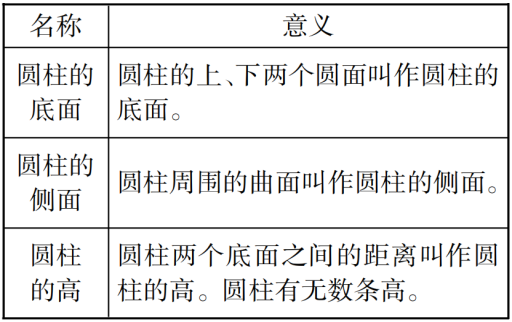 名称 意义
圆柱的
底面
圆柱的上、下两个圆面叫作圆柱的
底面。
圆柱的
侧面
圆柱周围的曲面叫作圆柱的侧面。
圆柱
的高
圆柱两个底面之间的距离叫作圆
柱的高。圆柱有无数条高。